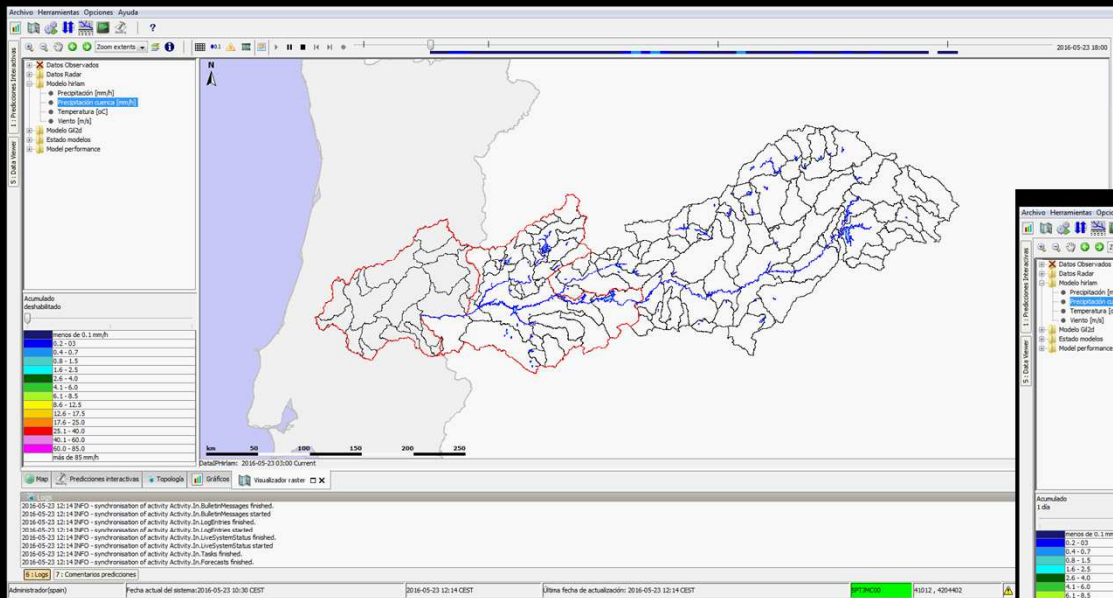 Archivo Herramientas Opciones Ayuda
?
Zoom extents
2016-05-23 18:00
1 : Predicciones Interactivas
5 : Data Viewer
Datos Observados
Datos Radar
Modelo hirlam
Precipitación [mm/h]
Precipitación cuenca [mm/h]
Temperatura [oC]
Viento [m/s]
Modelo Gf2d
Estado modelos
Model performance
N
Acumulado
deshabilitado
menos de 0.1 mm/h
0.2 - 03
0.4 - 0.7
0.8 - 1.5
1.6 - 2.5
2.6 - 4.0
4.1 - 6.0
6.1 - 8.5
8.6 - 12.5
12.6 - 17.5
17.6 - 25.0
25.1 - 40.0
40.1 - 60.0
60.0 - 85.0
más de 85 mm/h
km 50 100 150 200 250
2016-05-23 03:00 Current
Map Predicciones interactivas Topología Gráficos Visualizador raster
Logs
2016-05-23 12:14 INFO - synchronisation of activity Activity.In.BulletinMessages finished.
2016-05-23 12:14 INFO - synchronisation of activity Activity.In.BulletinMessages started
2016-05-23 12:14 INFO - synchronisation of activity Activity.In.LogEntries finished.
2016-05-23 12:14 INFO - synchronisation of activity Activity.In.LogEntries started
2016-05-23 12:14 INFO - synchronisation of activity Activity.In.LiveSystemStatus finished.
2016-05-23 12:14 INFO - synchronisation of activity Activity.In.LiveSystemStatus started
2016-05-23 12:14 INFO - synchronisation of activity Activity.In.Tasks finished.
2016-05-23 12:14 INFO - synchronisation of activity Activity.In.Forecasts finished.
6 : Logs 7 : Comentarios predicciones
Administrador(spain) Fecha actual del sistema:2016-05-23 10:30 CEST 2016-05-23 12:14 CEST Última fecha de actualización: 2016-05-23 12:14 CEST SPTJMC00 41012 , 4204402
Archivo Herramientas Opcio
1 : Predicciones Interactivas
5 : Data Viewer
Datos Observados
Datos Radar
Modelo hirlam
Precipitación [m
Precipitación cu
Temperatura [o
Viento [m/s]
Modelo Gf2d
Estado modelos
Model performance
Acumulado
1 día
menos de 0.1 mm
0.2 - 03
0.4 - 0.7
0.8 - 1.5
1.6 - 2.5
2.6 - 4.0
4.1 - 6.0
6.1 - 8.5